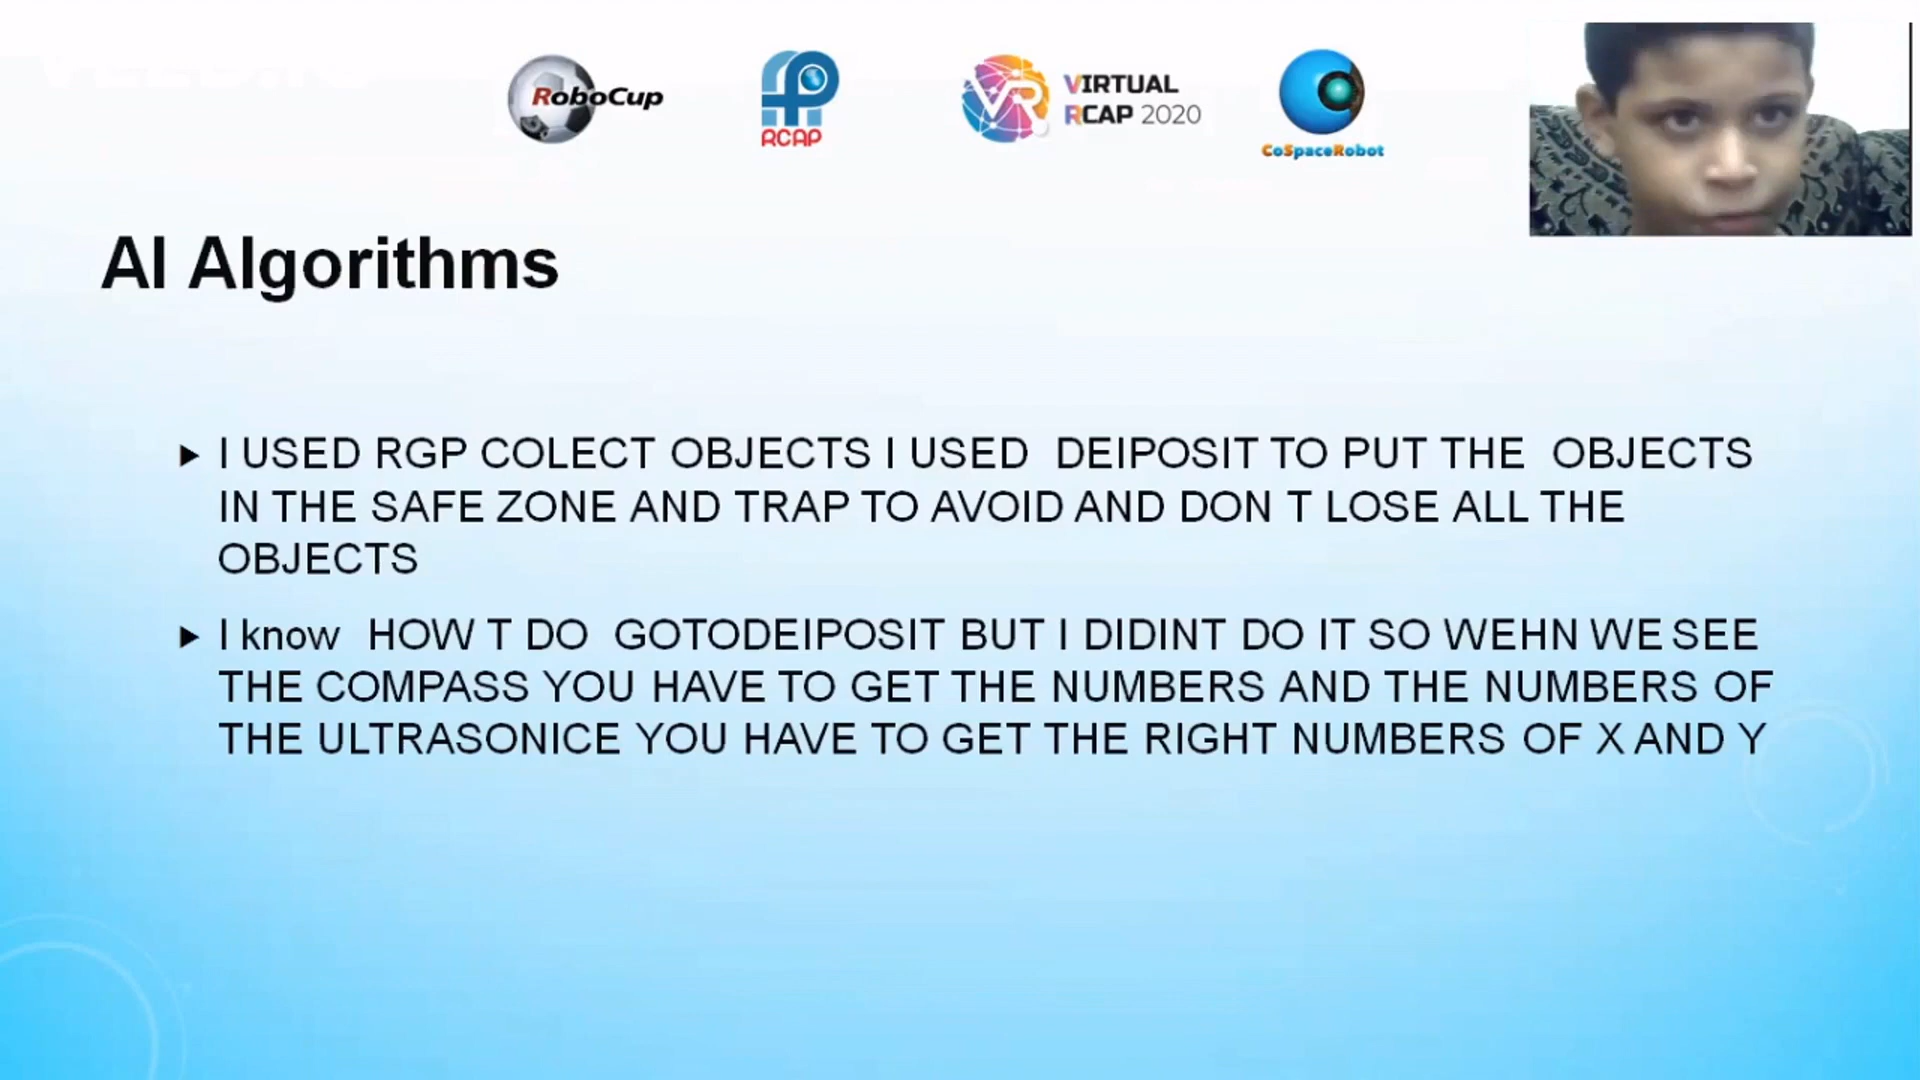 RoboCup
RCAP
VR
VIRTUAL
RCAP 2020
CoSpaceRobot
AI Algorithms
I USED RGP COLECT OBJECTS I USED DEIPOSIT TO PUT THE OBJECTS
IN THE SAFE ZONE AND TRAP TO AVOID AND DON T LOSE ALL THE
OBJECTS
I know HOW T DO GOTODEIPOSIT BUT I DIDINT DO IT SO WEHN WE SEE
THE COMPASS YOU HAVE TO GET THE NUMBERS AND THE NUMBERS OF
THE ULTRASONICE YOU HAVE TO GET THE RIGHT NUMBERS OF X AND Y